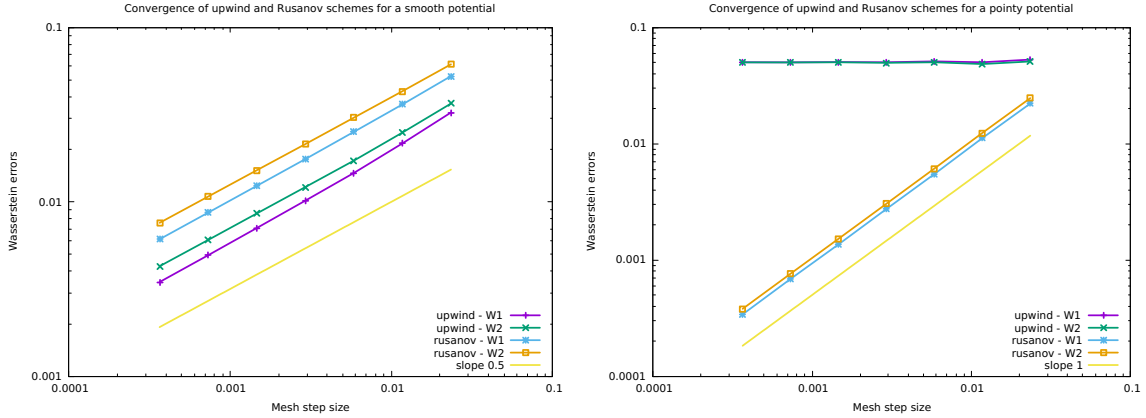 Convergence of upwind and Rusanov schemes for a smooth potential
0.1
0.01
0.001
Wasserstein errors
0.0001
0.001
0.01
0.1
Mesh step size
upwind - W1
upwind - W2
rusanov - W1
rusanov - W2
slope 0.5
Convergence of upwind and Rusanov schemes for a pointy potential
0.1
0.01
0.001
0.0001
Wasserstein errors
0.0001
0.001
0.01
0.1
Mesh step size
upwind - W1
upwind - W2
rusanov - W1
rusanov - W2
slope 1